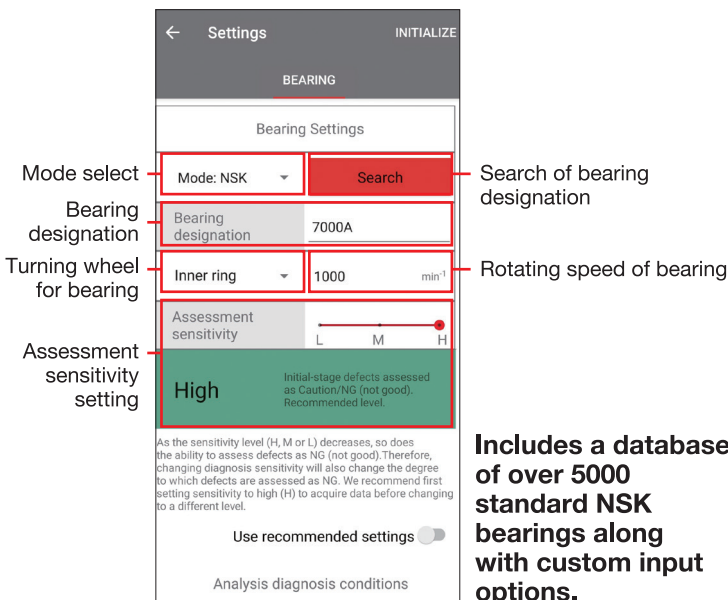 Settings
INITIALIZE
BEARING
Bearing Settings
Mode select
Mode: NSK
Search
Search of bearing
designation
Bearing
designation
Bearing
designation
7000A
Turning wheel
for bearing
Inner ring
1000
min-1
Rotating speed of bearing
Assessment
sensitivity
setting
Assessment
sensitivity
L
M
H
High
Initial-stage defects assessed
as Caution/NG (not good).
Recommended level.
As the sensitivity level (H, M or L) decreases, so does
the ability to assess defects as NG (not good).Therefore,
changing diagnosis sensitivity will also change the degree
to which defects are assessed as NG. We recommend first
setting sensitivity to high (H) to acquire data before changing
to a different level.
Use recommended settings
Analysis diagnosis conditions
Includes a database
of over 5000
standard NSK
bearings along
with custom input
options.